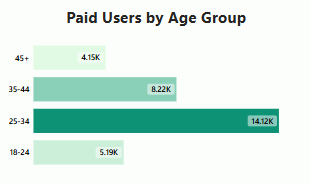 Paid Users by Age Group
45+ 4.15K
35-44 8.22K
25-34 14.12K
18-24 5.19K